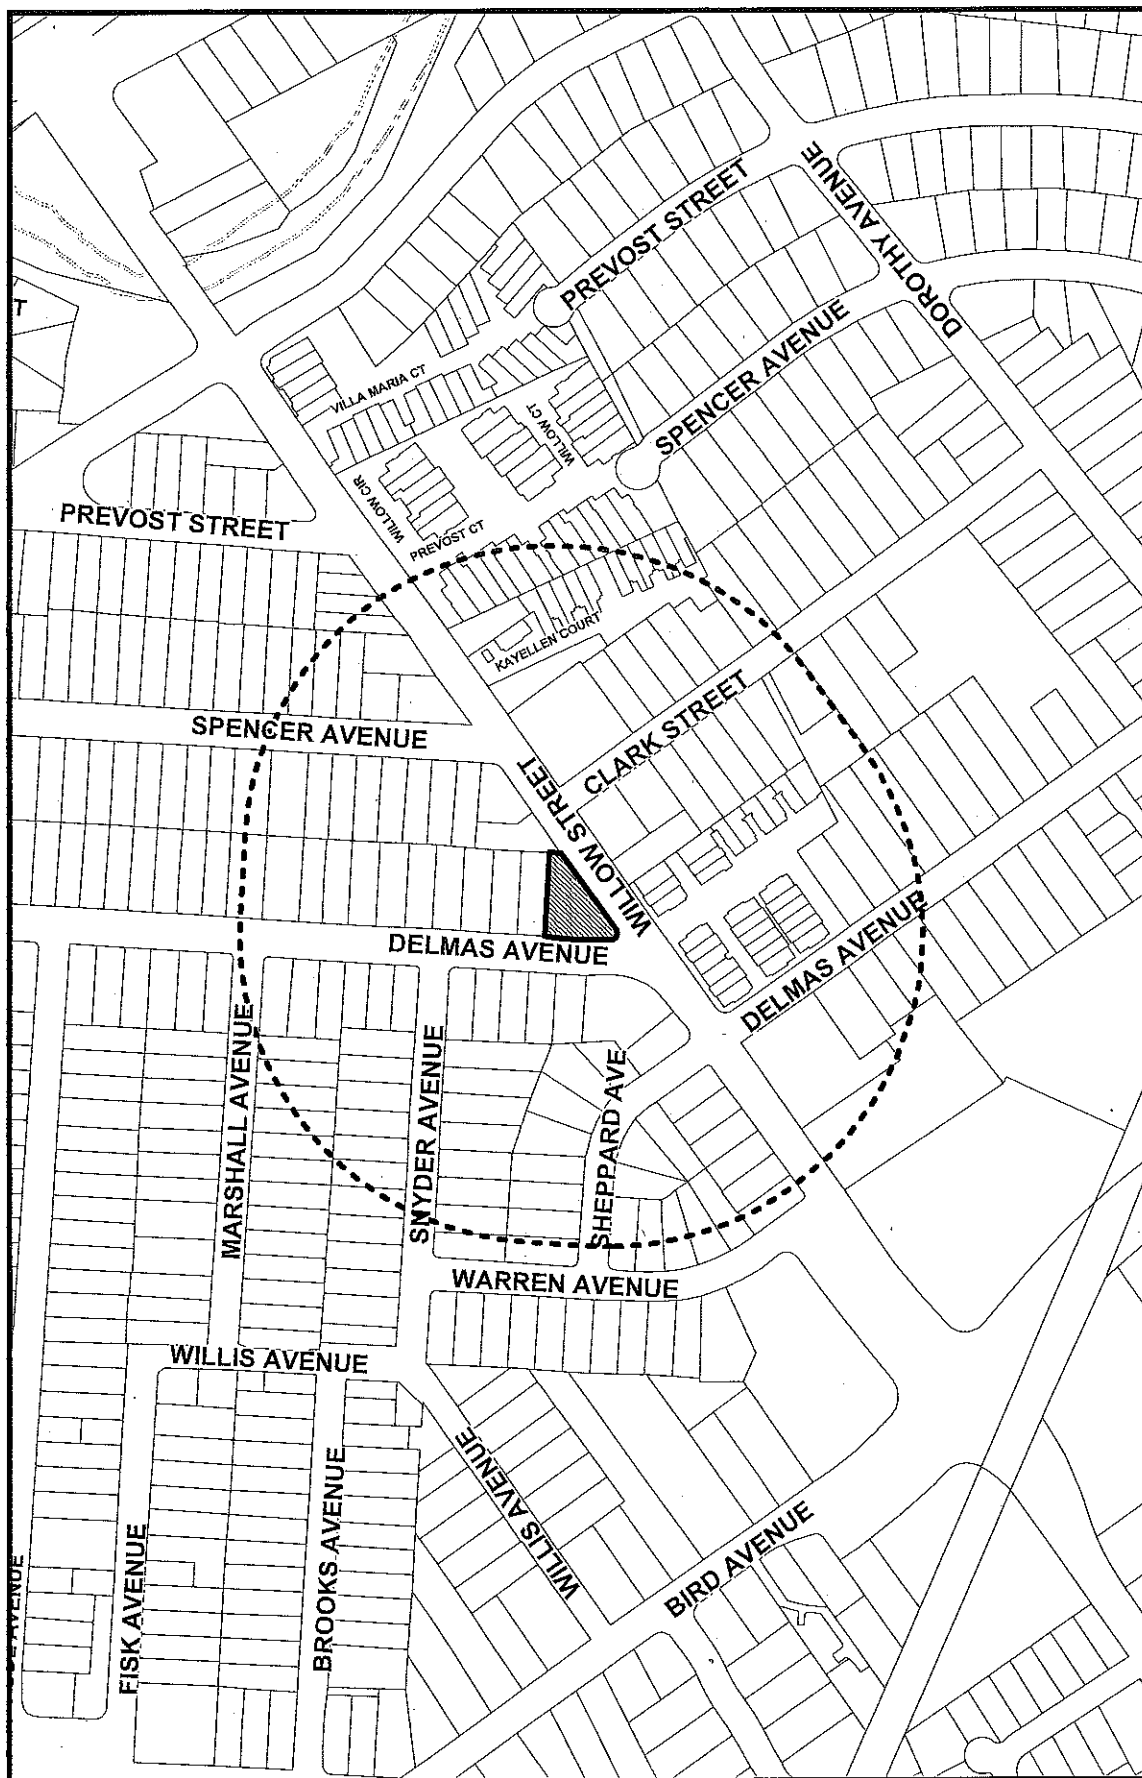 PREVOST STREET
DOROTHY AVENUE
T
SPENCER AVENUE
VILLA MARIA CT
WILLOW CT
WILLOW CIR
PREVOST CT
PREVOST STREET
KAYELLEN COURT
SPENCER AVENUE
CLARK STREET
WILLOW STREET
DELMAS AVENUE
DELMAS AVENUE
MARSHALL AVENUE
SNYDER AVENUE
SHEPPARD AVE
WARREN AVENUE
WILLIS AVENUE
WILLIS AVENUE
BIRD AVENUE
BROOKS AVENUE
FISK AVENUE
AVENUE